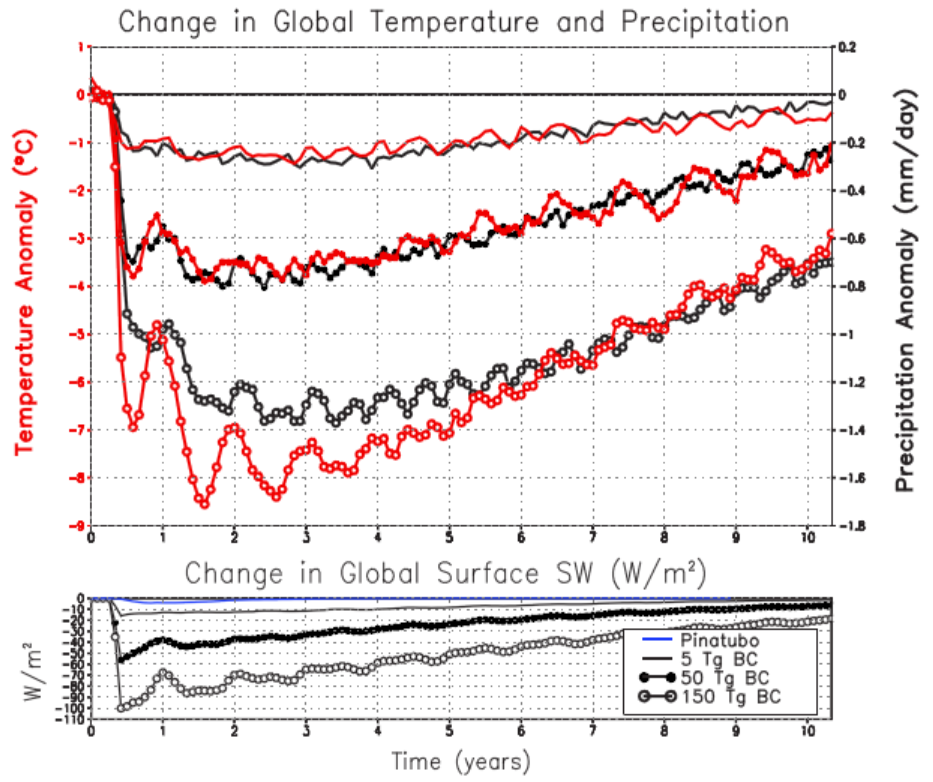 Change in Global Temperature and Precipitation
Temperature Anomaly (°C)
1
0
-1
-2
-3
-4
-5
-6
-7
-8
-9
0.2
0
-0.2
-0.4
-0.6
-0.8
-1
-1.2
-1.4
-1.6
-1.8
Precipitation Anomaly (mm/day)
0 1 2 3 4 5 6 7 8 9 10
Change in Global Surface SW (W/m²)
W/m²
0
-10
-20
-30
-40
-50
-60
-70
-80
-90
-100
-110
Pinatubo
5 Tg BC
50 Tg BC
150 Tg BC
0 1 2 3 4 5 6 7 8 9 10
Time (years)